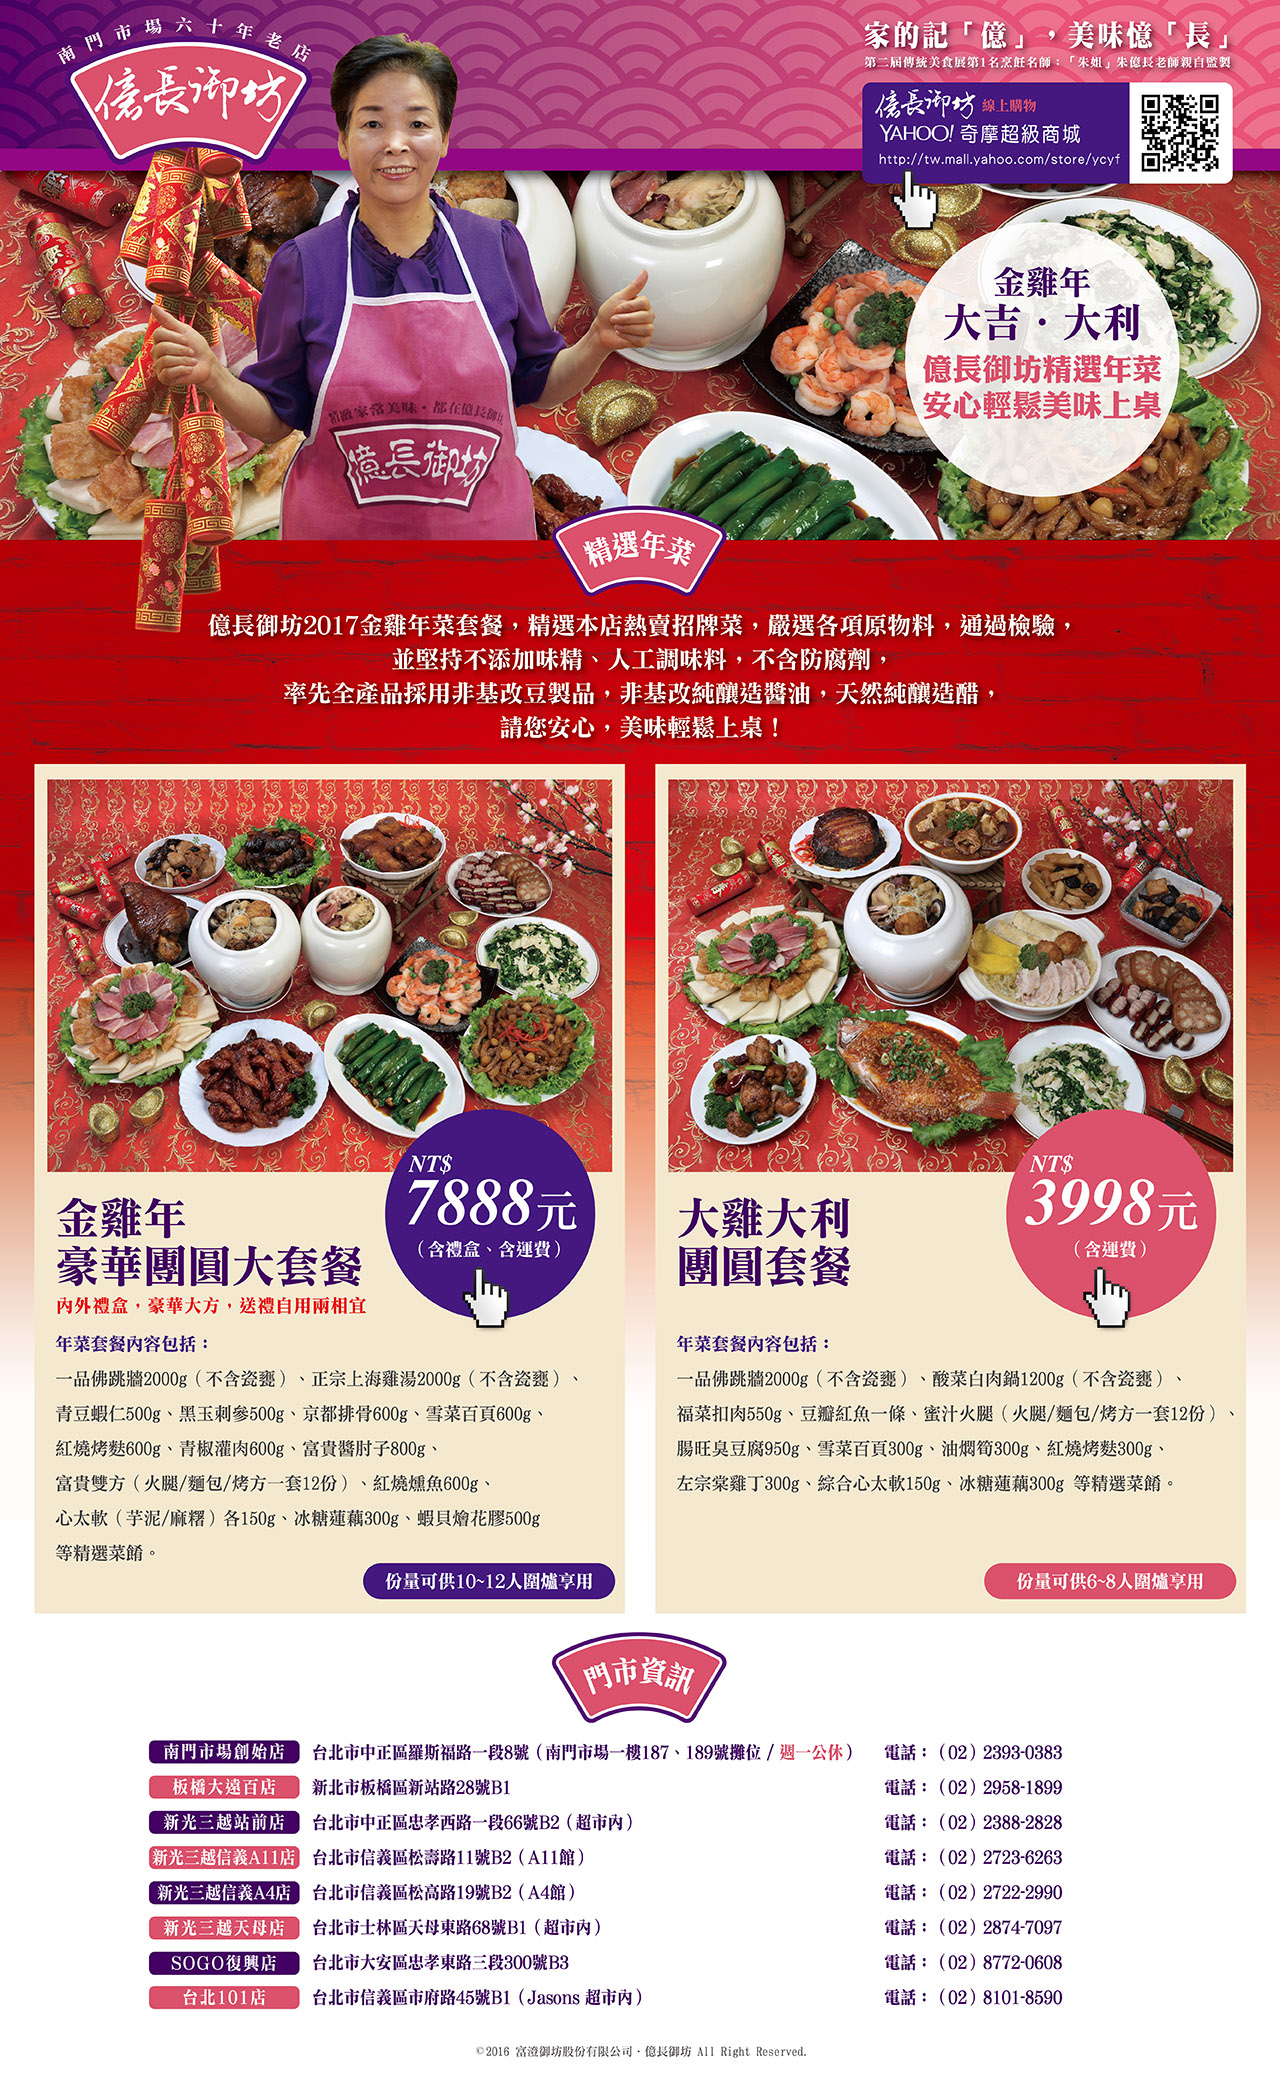 南門市場六十年老店
億長御坊
家的記「億」，美味憶「長」
第二屆傳統美食展第1名烹飪名師：「朱姐」朱億長老師親自監製
億長御坊 線上購物
YAHOO! 奇摩超級商城
http://tw.mall.yahoo.com/store/ycyf
金雞年
大吉・大利
億長御坊精選年菜
安心輕鬆美味上桌
精緻家常美味・都在億長御坊
億長御坊
精選年菜
億長御坊2017金雞年菜套餐，精選本店熱賣招牌菜，嚴選各項原物料，通過檢驗，
並堅持不添加味精、人工調味料，不含防腐劑，
率先全產品採用非基改豆製品，非基改純釀造醬油，天然純釀造醋，
請您安心，美味輕鬆上桌！
NT$
7888元
（含禮盒、含運費）
金雞年
豪華團圓大套餐
內外禮盒，豪華大方，送禮自用兩相宜
年菜套餐內容包括：
一品佛跳牆2000g（不含瓷甕）、正宗上海雞湯2000g（不含瓷甕）、
青豆蝦仁500g、黑玉刺參500g、京都排骨600g、雪菜百頁600g、
紅燒烤麩600g、青椒灌肉600g、富貴醬肘子800g、
富貴雙方（火腿/麵包/烤方一套12份）、紅燒燻魚600g、
心太軟（芋泥/麻糬）各150g、冰糖蓮藕300g、蝦貝燴花膠500g
等精選菜餚。
份量可供10~12人圍爐享用
NT$
3998元
（含運費）
大雞大利
團圓套餐
年菜套餐內容包括：
一品佛跳牆2000g（不含瓷甕）、酸菜白肉鍋1200g（不含瓷甕）、
福菜扣肉550g、豆瓣紅魚一條、蜜汁火腿（火腿/麵包/烤方一套12份）、
腸旺臭豆腐950g、雪菜百頁300g、油燜筍300g、紅燒烤麩300g、
左宗棠雞丁300g、綜合心太軟150g、冰糖蓮藕300g 等精選菜餚。
份量可供6~8人圍爐享用
門市資訊
南門市場創始店 台北市中正區羅斯福路一段8號（南門市場一樓187、189號攤位 / 週一公休） 電話：（02）2393-0383
板橋大遠百店 新北市板橋區新站路28號B1 電話：（02）2958-1899
新光三越站前店 台北市中正區忠孝西路一段66號B2（超市內） 電話：（02）2388-2828
新光三越信義A11店 台北市信義區松壽路11號B2（A11館） 電話：（02）2723-6263
新光三越信義A4店 台北市信義區松高路19號B2（A4館） 電話：（02）2722-2990
新光三越天母店 台北市士林區天母東路68號B1（超市內） 電話：（02）2874-7097
SOGO復興店 台北市大安區忠孝東路三段300號B3 電話：（02）8772-0608
台北101店 台北市信義區市府路45號B1（Jasons 超市內） 電話：（02）8101-8590
©2016 富澄御坊股份有限公司・億長御坊 All Right Reserved.